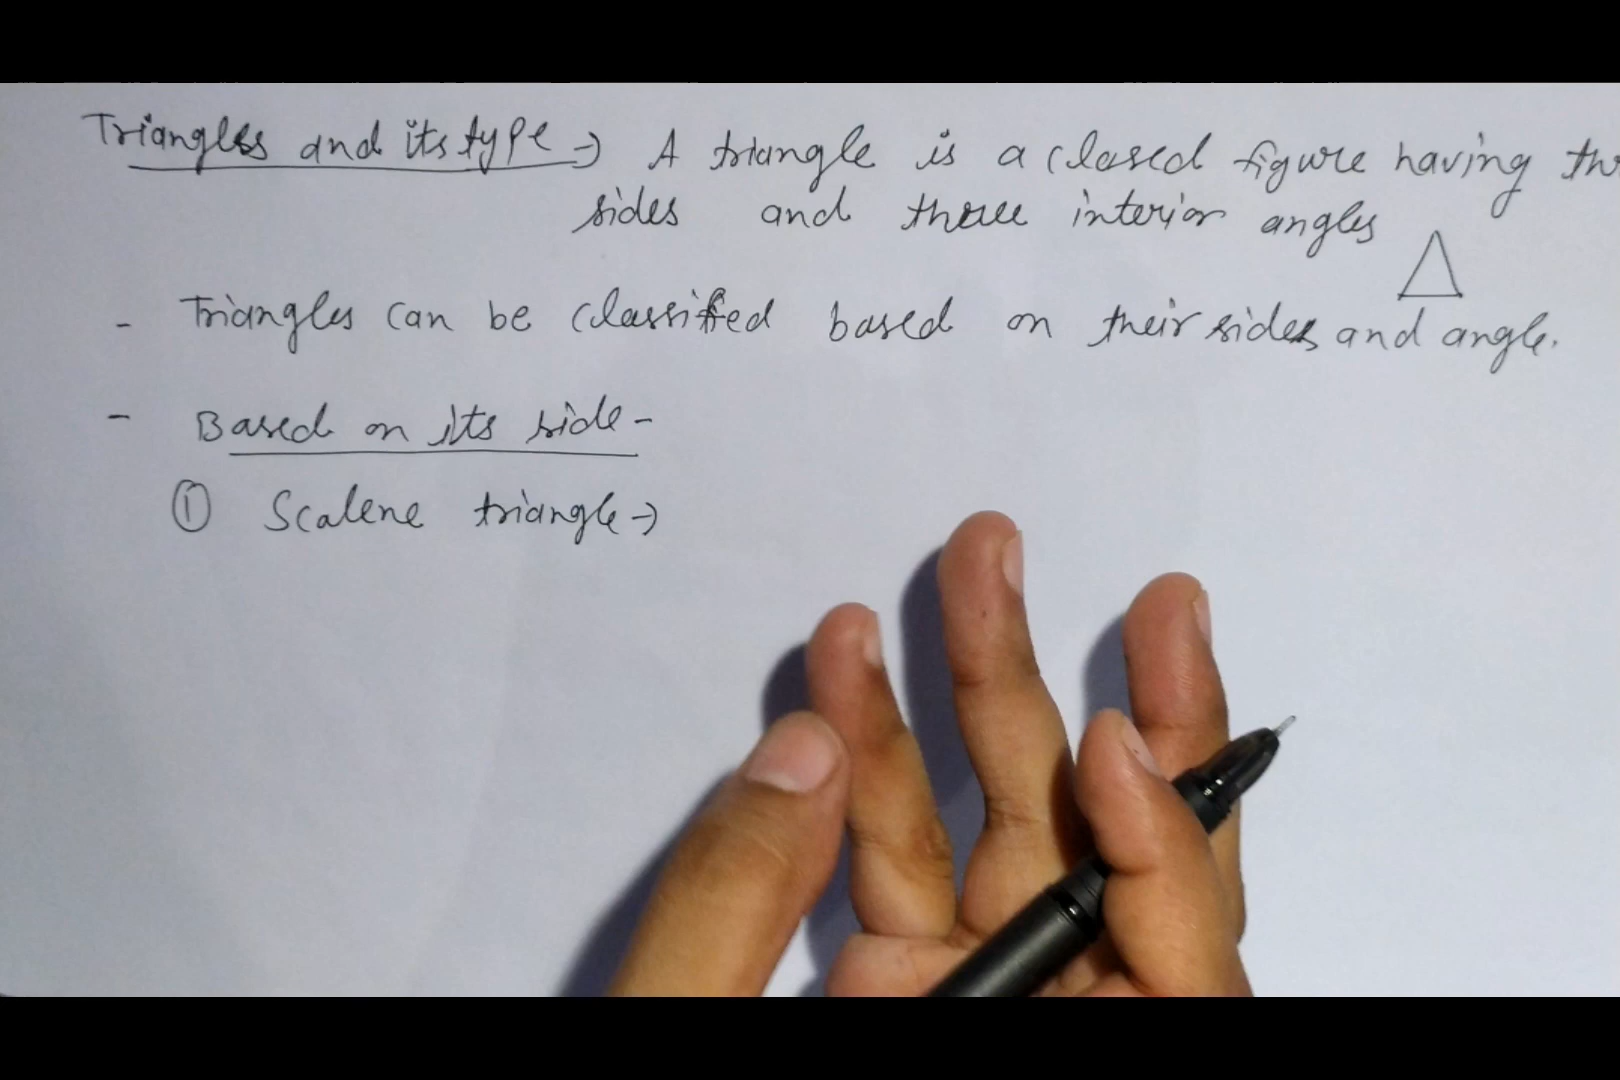 Triangles and its type → A triangle is a closed figure having
sides and three interior angles
- Triangles can be classified based on their sides and angle.
- Based on its side -
① Scalene triangle →